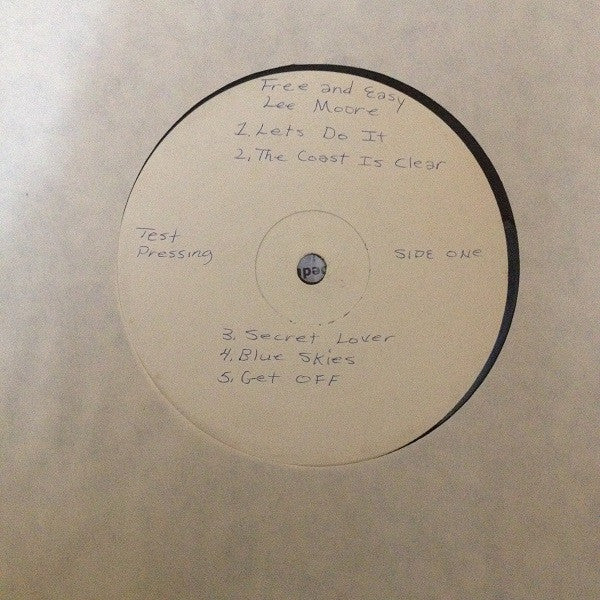 Free and Easy
Lee Moore
1. Lets Do It
2. The Coast Is Clear
Test
Pressing
SIDE ONE
3. Secret Lover
4. Blue Skies
5. Get OFF